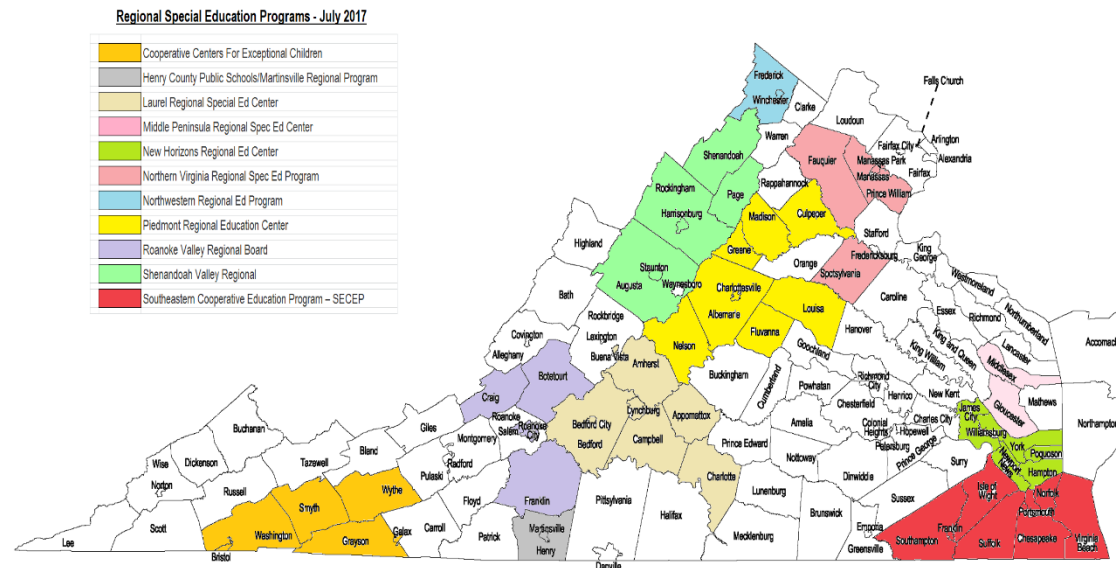 Regional Special Education Programs - July 2017
Cooperative Centers For Exceptional Children
Henry County Public Schools/Martinsville Regional Program
Laurel Regional Special Ed Center
Middle Peninsula Regional Spec Ed Center
New Horizons Regional Ed Center
Northern Virginia Regional Spec Ed Program
Northwestern Regional Ed Program
Piedmont Regional Education Center
Roanoke Valley Regional Board
Shenandoah Valley Regional
Southeastern Cooperative Education Program – SECEP
Frederick
Winchester
Clarke
Loudoun
Falls Church
Warren
Fairfax City
Arlington
Alexandria
Fairfax
Shenandoah
Fauquier
Manassas Park
Manassas
Prince William
Rappahannock
Page
Rockingham
Harrisonburg
Madison
Culpeper
Stafford
Greene
Orange
Fredericksburg
Spotsylvania
King George
Highland
Staunton
Augusta
Waynesboro
Charlottesville
Albemarle
Louisa
Caroline
Westmoreland
Essex
Richmond
Northumberland
Bath
Rockbridge
Lexington
Buena Vista
Covington
Alleghany
Nelson
Fluvanna
Goochland
Hanover
King William
King and Queen
Lancaster
Middlesex
Accomack
Botetourt
Craig
Amherst
Buckingham
Cumberland
Powhatan
Richmond City
Henrico
New Kent
Gloucester
Mathews
Roanoke
Salem
Roanoke City
Bedford City
Bedford
Lynchburg
Campbell
Appomattox
Prince Edward
Amelia
Chesterfield
Colonial Heights
Hopewell
Petersburg
Prince George
Charles City
James City
Williamsburg
York
Poquoson
Newport News
Hampton
Northampton
Buchanan
Dickenson
Wise
Norton
Tazewell
Bland
Giles
Montgomery
Radford
Pulaski
Franklin
Charlotte
Nottoway
Dinwiddie
Surry
Sussex
Isle of Wight
Norfolk
Portsmouth
Lee
Scott
Russell
Washington
Bristol
Smyth
Wythe
Grayson
Galax
Carroll
Floyd
Patrick
Martinsville
Henry
Pittsylvania
Danville
Halifax
Lunenburg
Mecklenburg
Brunswick
Emporia
Greensville
Southampton
Franklin
Suffolk
Chesapeake
Virginia Beach